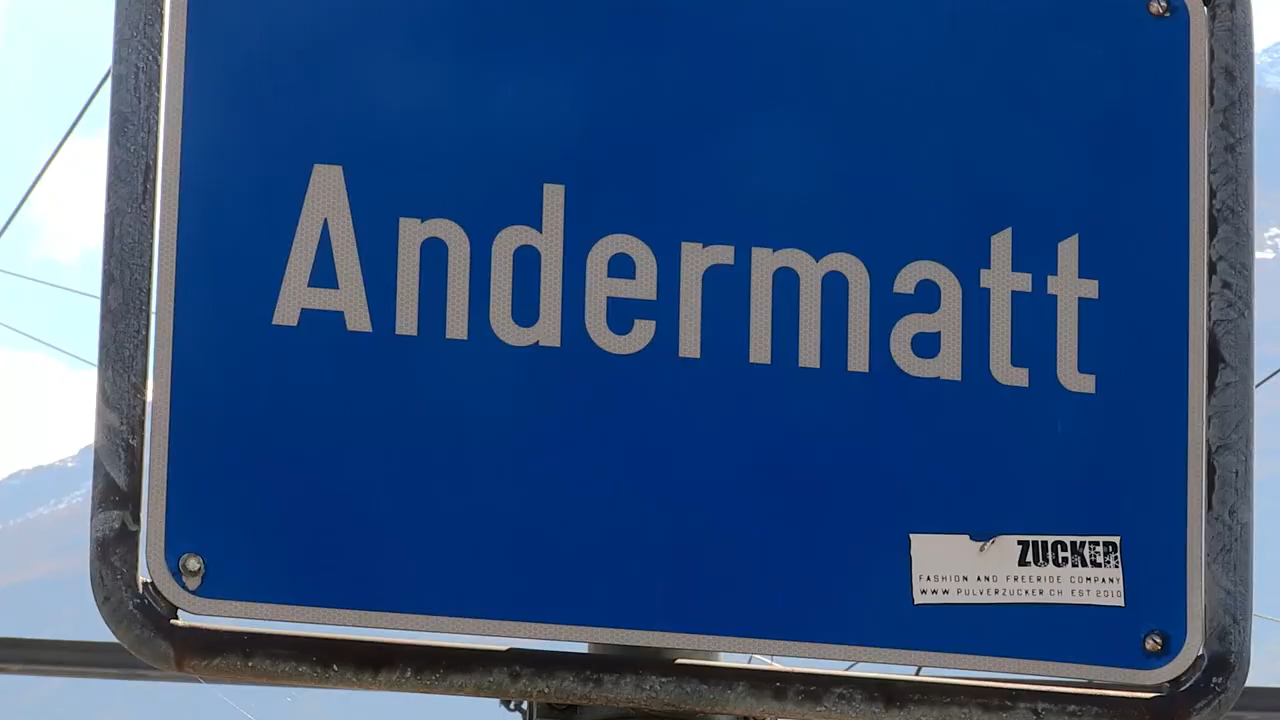 Andermatt
ZUCKER
FASHION AND FREERIDE COMPANY
WWW.PULVERZUCKER.CH EST 2010